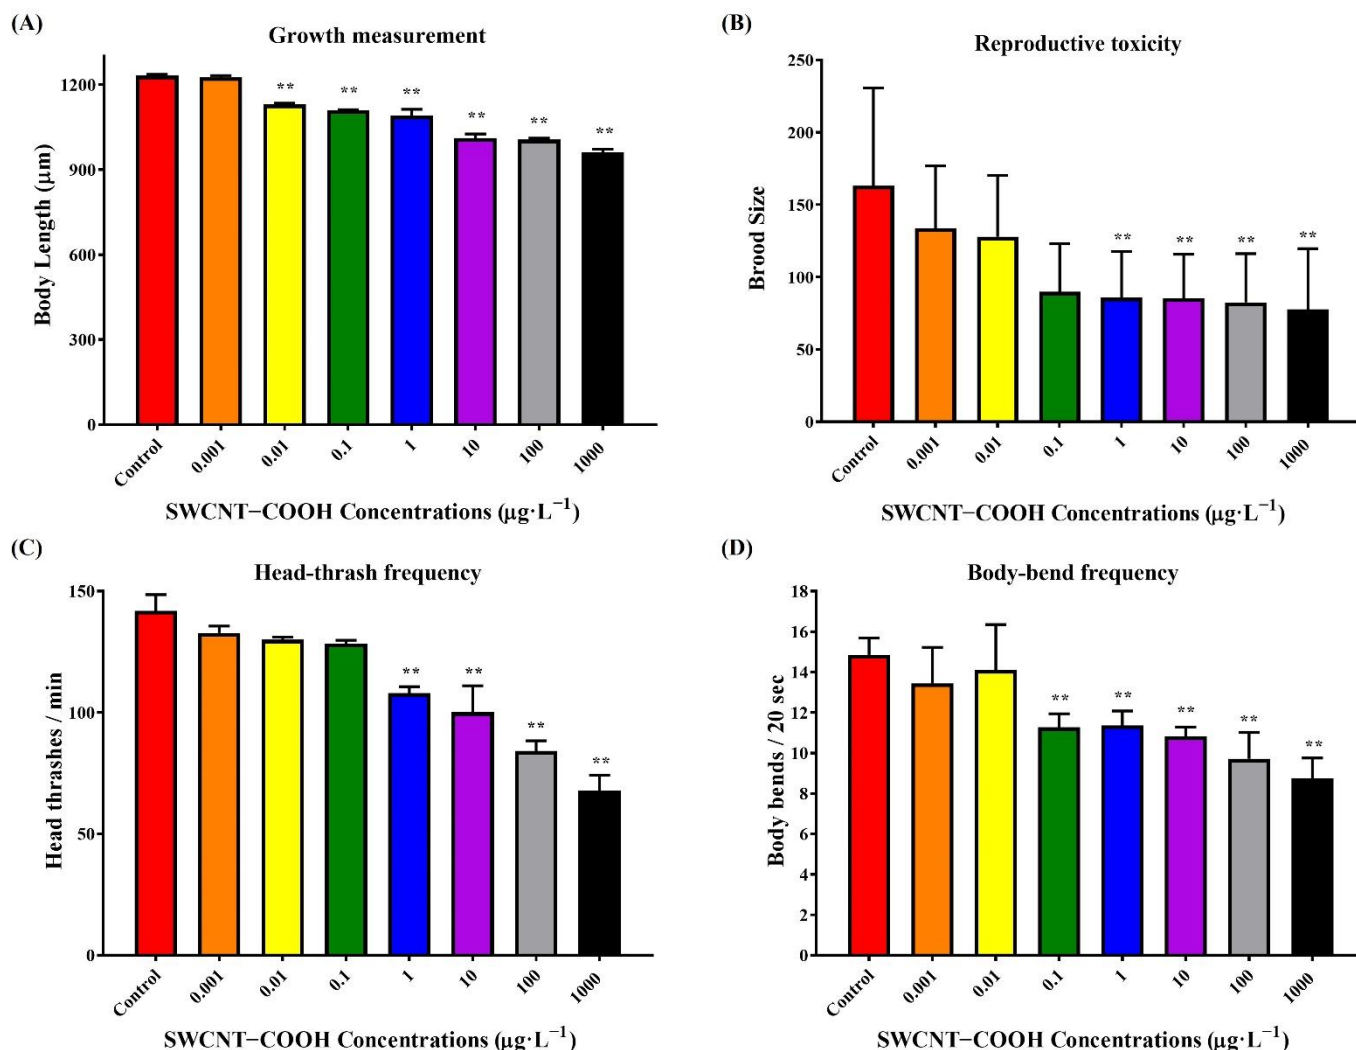 (A)
Growth measurement
Body Length (μm)
1200
900
600
300
0
** ** ** ** ** **
Control 0.001 0.01 0.1 1 10 100 1000
SWCNT−COOH Concentrations (μg·L⁻¹)
(B)
Reproductive toxicity
Brood Size
250
200
150
100
50
0
** ** ** **
Control 0.001 0.01 0.1 1 10 100 1000
SWCNT−COOH Concentrations (μg·L⁻¹)
(C)
Head-thrash frequency
Head thrashes / min
150
100
50
0
** ** ** **
Control 0.001 0.01 0.1 1 10 100 1000
SWCNT−COOH Concentrations (μg·L⁻¹)
(D)
Body-bend frequency
Body bends / 20 sec
18
16
14
12
10
8
6
4
2
0
** ** ** ** **
Control 0.001 0.01 0.1 1 10 100 1000
SWCNT−COOH Concentrations (μg·L⁻¹)